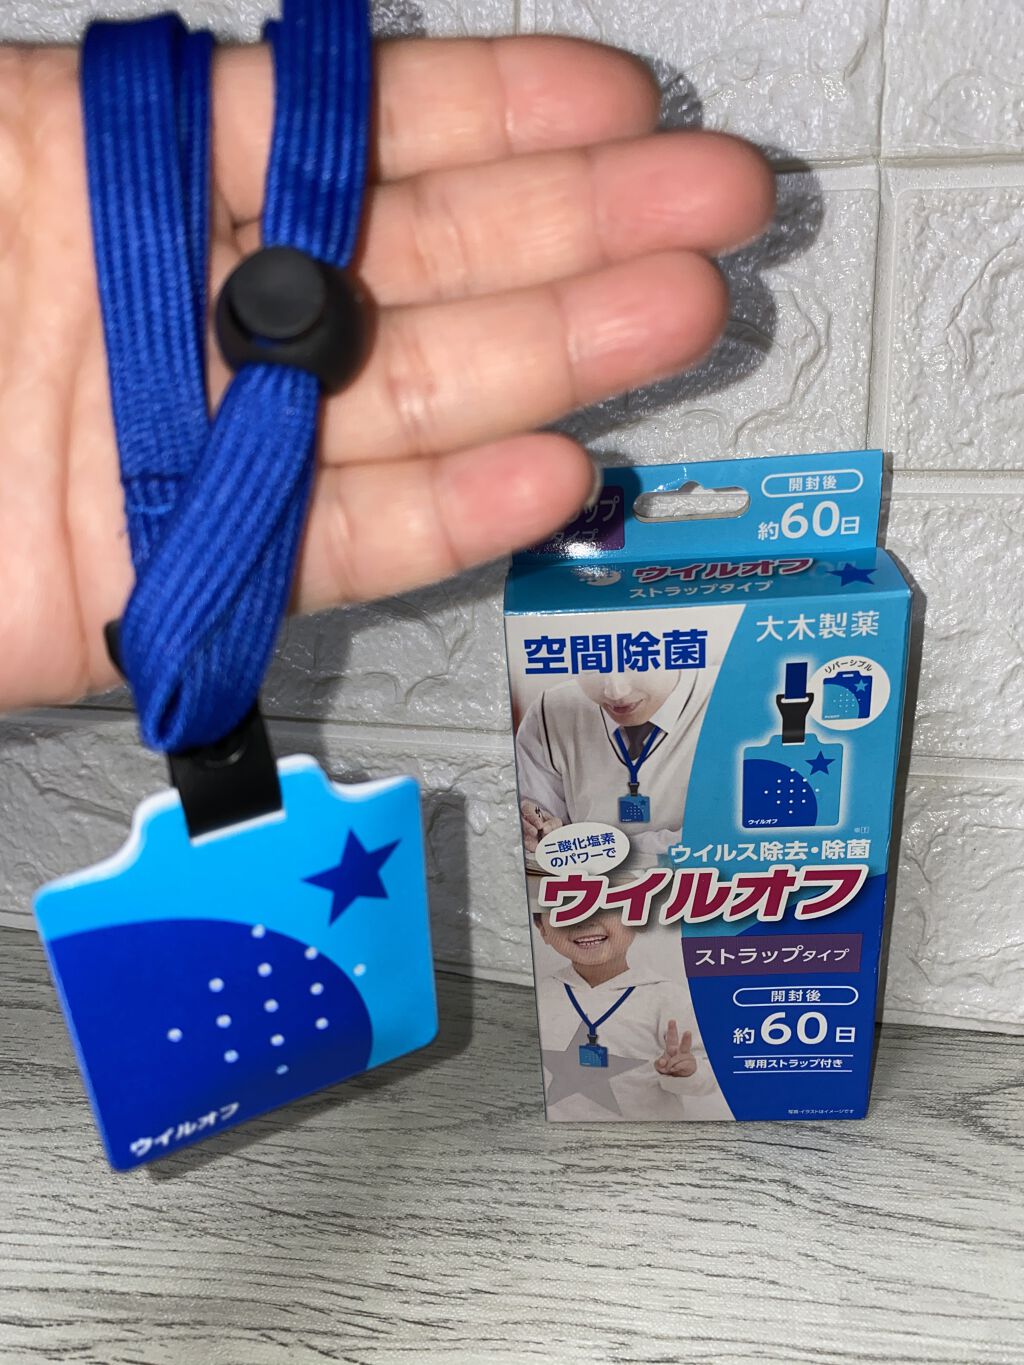 ップ
タイプ
開封後
約60日
ウイルオフ
ストラップタイプ
空間除菌
大木製薬
リバーシブル
ウイルオフ
二酸化塩素
のパワーで
ウイルス除去・除菌
ウイルオフ
ストラップタイプ
開封後
約60日
専用ストラップ付き
写真・イラストはイメージです
ウイルオフ